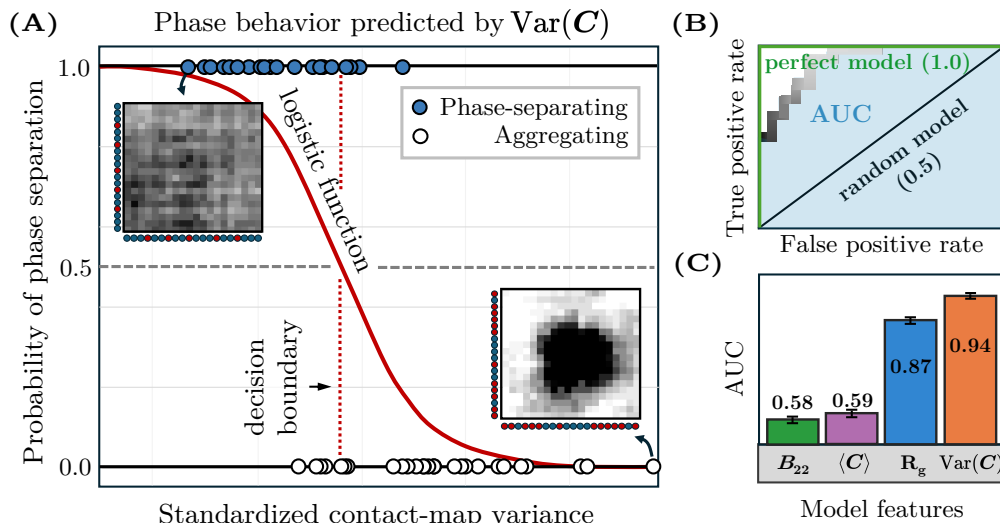 (A)
Phase behavior predicted by Var(C)
Probability of phase separation
1.0
0.5
0.0
logistic function
Phase-separating
Aggregating
decision
boundary
Standardized contact-map variance
(B)
True positive rate
perfect model (1.0)
AUC
random model
(0.5)
False positive rate
(C)
AUC
0.58
0.59
0.87
0.94
B22
⟨C⟩
Rg
Var(C)
Model features